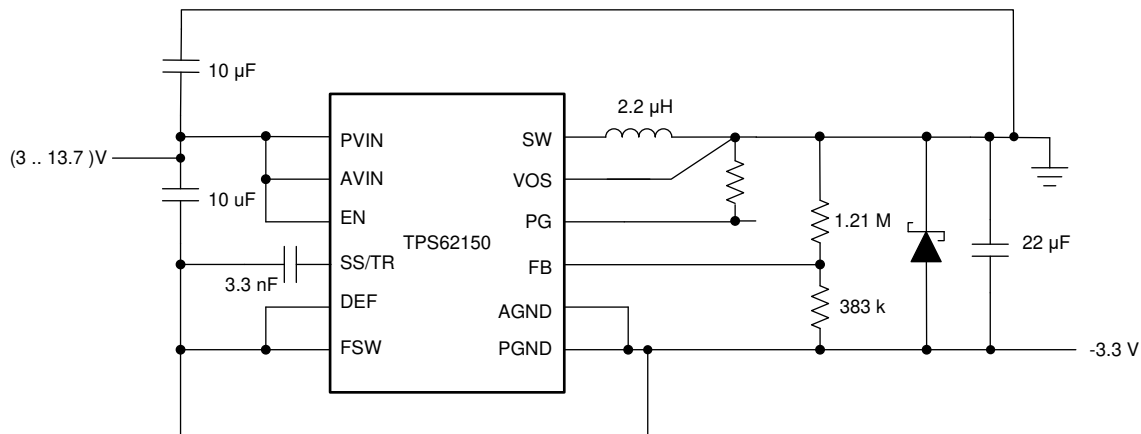 10 µF
2.2 µH
(3 .. 13.7 )V
10 uF
PVIN
AVIN
EN
SS/TR
DEF
FSW
TPS62150
SW
VOS
PG
FB
AGND
PGND
3.3 nF
1.21 M
383 k
22 µF
-3.3 V